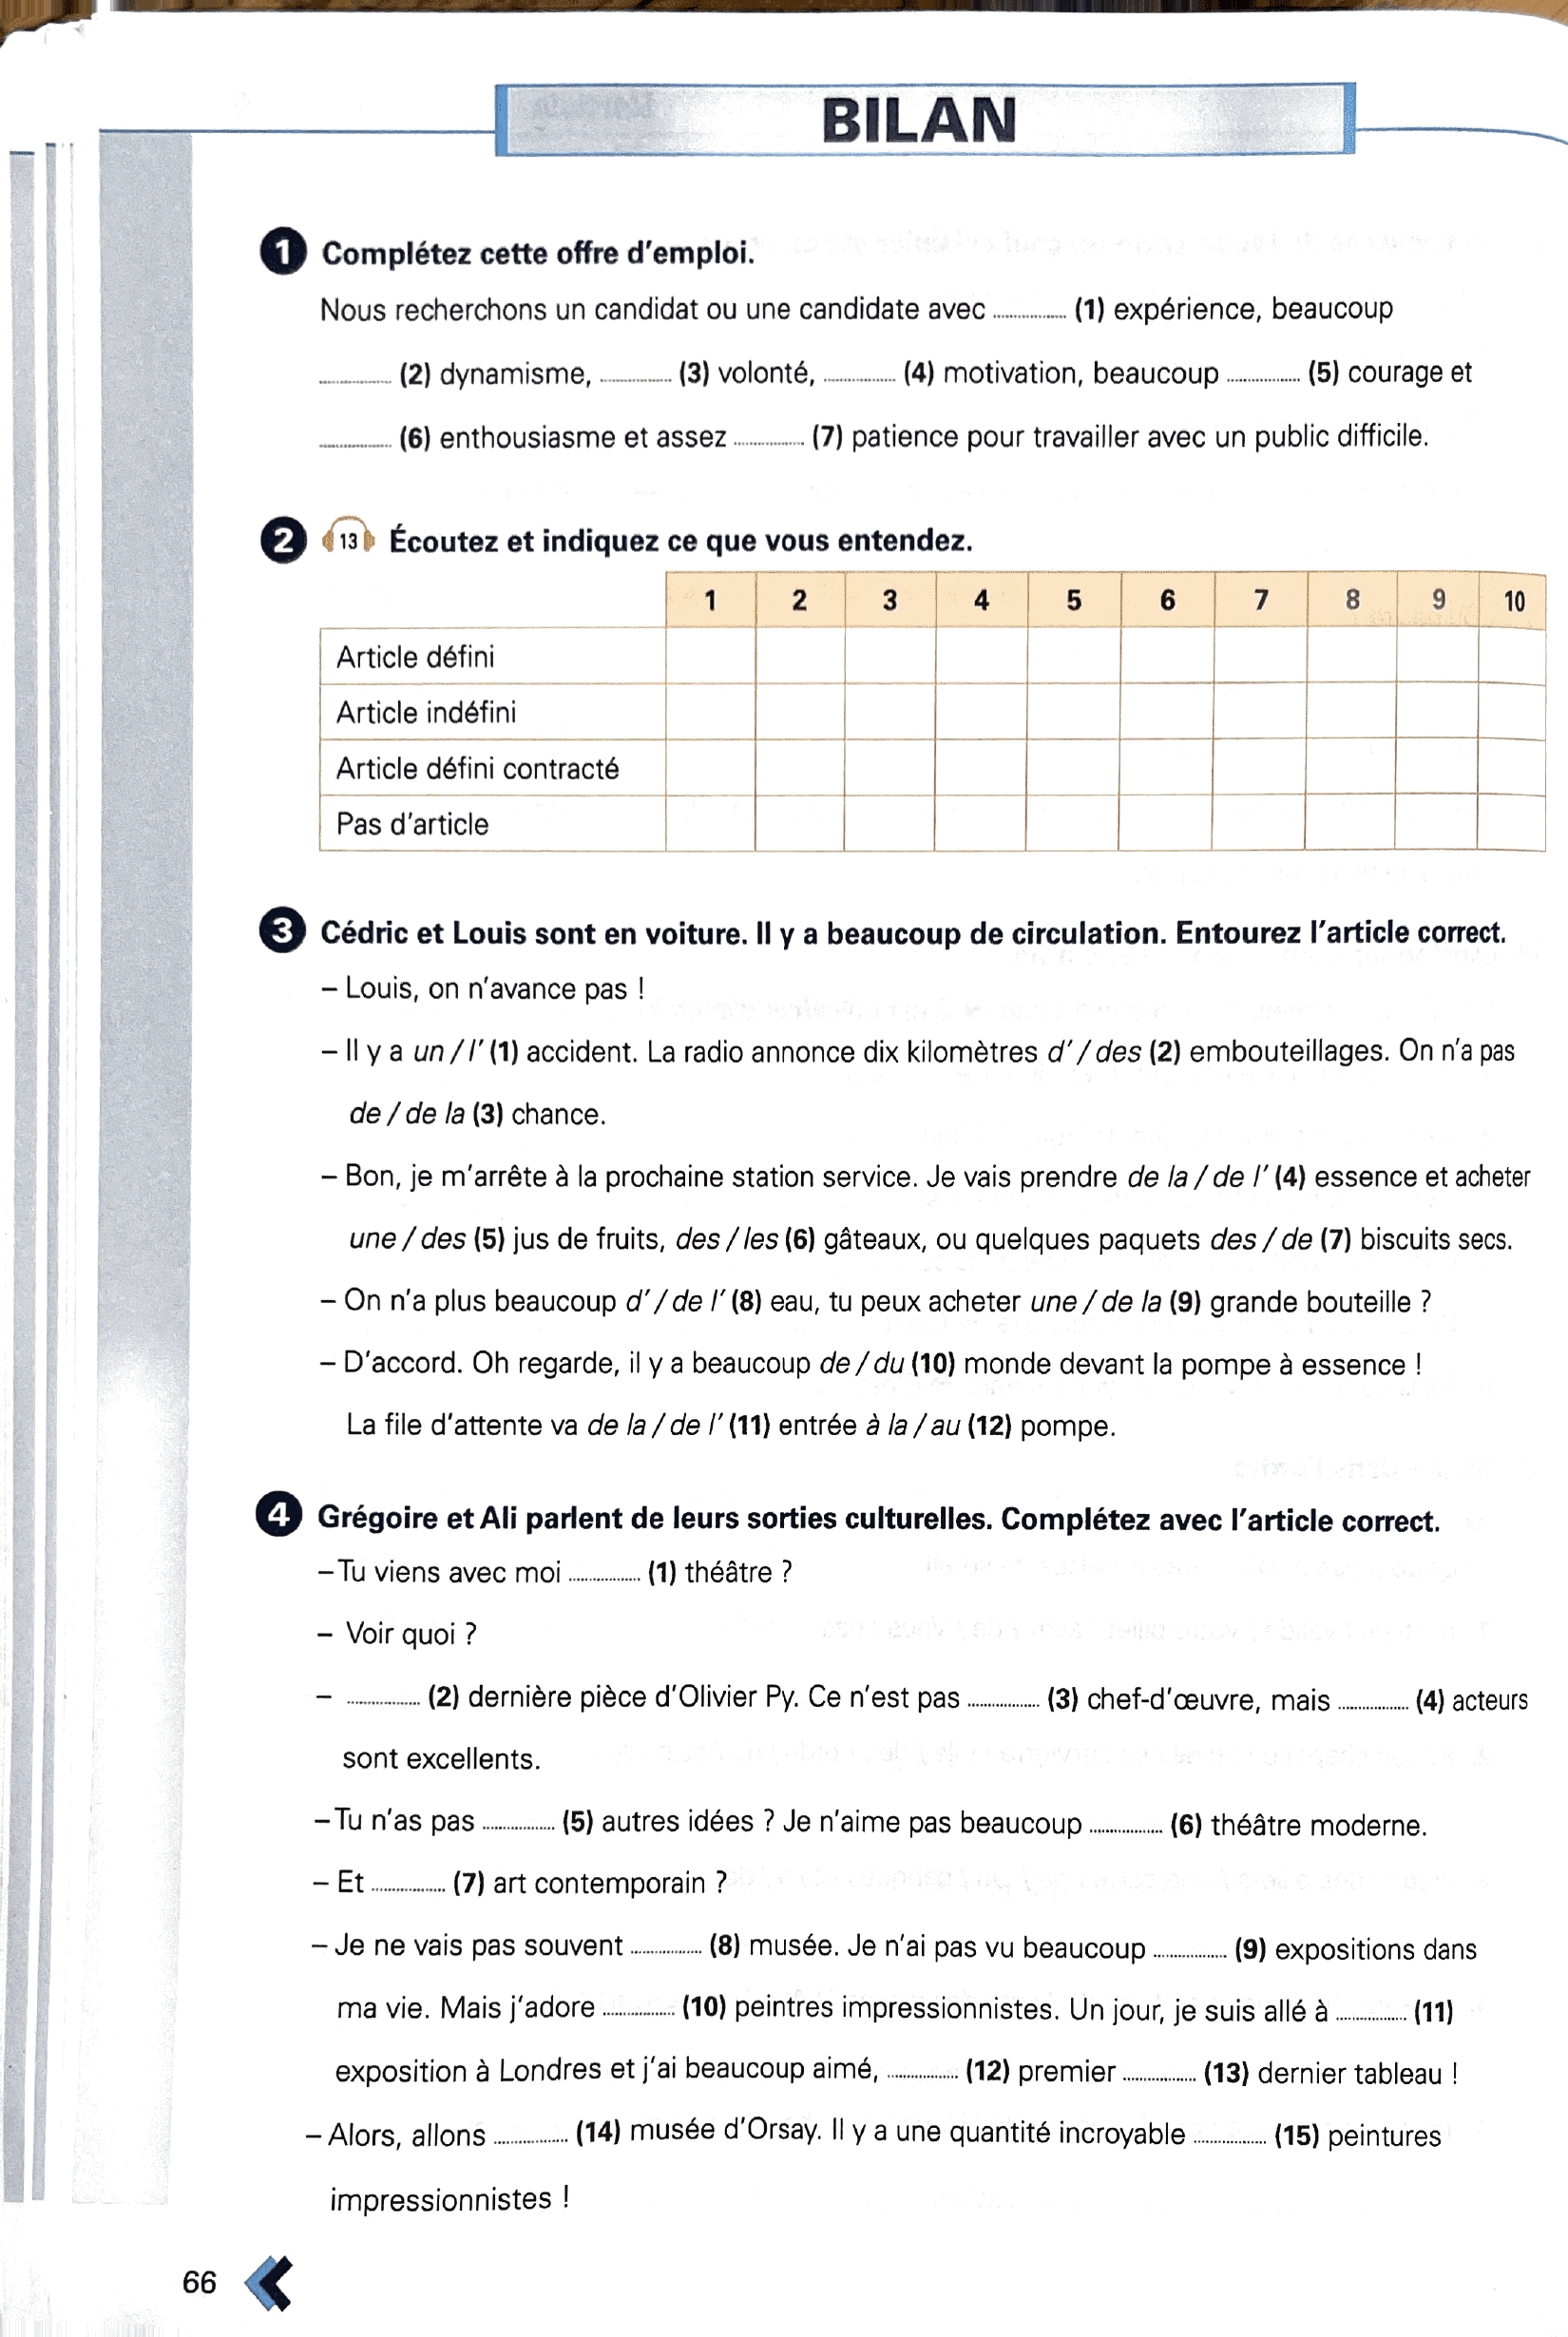 BILAN
1 Complétez cette offre d'emploi.
Nous recherchons un candidat ou une candidate avec ............... (1) expérience, beaucoup
............... (2) dynamisme, ............... (3) volonté, ............... (4) motivation, beaucoup ............... (5) courage et
............... (6) enthousiasme et assez ............... (7) patience pour travailler avec un public difficile.
2 13 Écoutez et indiquez ce que vous entendez.
1 2 3 4 5 6 7 8 9 10
Article défini
Article indéfini
Article défini contracté
Pas d'article
3 Cédric et Louis sont en voiture. Il y a beaucoup de circulation. Entourez l'article correct.
– Louis, on n'avance pas !
– Il y a un / l' (1) accident. La radio annonce dix kilomètres d' / des (2) embouteillages. On n'a pas
de / de la (3) chance.
– Bon, je m'arrête à la prochaine station service. Je vais prendre de la / de l' (4) essence et acheter
une / des (5) jus de fruits, des / les (6) gâteaux, ou quelques paquets des / de (7) biscuits secs.
– On n'a plus beaucoup d' / de l' (8) eau, tu peux acheter une / de la (9) grande bouteille ?
– D'accord. Oh regarde, il y a beaucoup de / du (10) monde devant la pompe à essence !
La file d'attente va de la / de l' (11) entrée à la / au (12) pompe.
4 Grégoire et Ali parlent de leurs sorties culturelles. Complétez avec l'article correct.
– Tu viens avec moi ............... (1) théâtre ?
– Voir quoi ?
– ............... (2) dernière pièce d'Olivier Py. Ce n'est pas ............... (3) chef-d'œuvre, mais ............... (4) acteurs
sont excellents.
– Tu n'as pas ............... (5) autres idées ? Je n'aime pas beaucoup ............... (6) théâtre moderne.
– Et ............... (7) art contemporain ?
– Je ne vais pas souvent ............... (8) musée. Je n'ai pas vu beaucoup ............... (9) expositions dans
ma vie. Mais j'adore ............... (10) peintres impressionnistes. Un jour, je suis allé à ............... (11)
exposition à Londres et j'ai beaucoup aimé, ............... (12) premier ............... (13) dernier tableau !
– Alors, allons ............... (14) musée d'Orsay. Il y a une quantité incroyable ............... (15) peintures
impressionnistes !
66